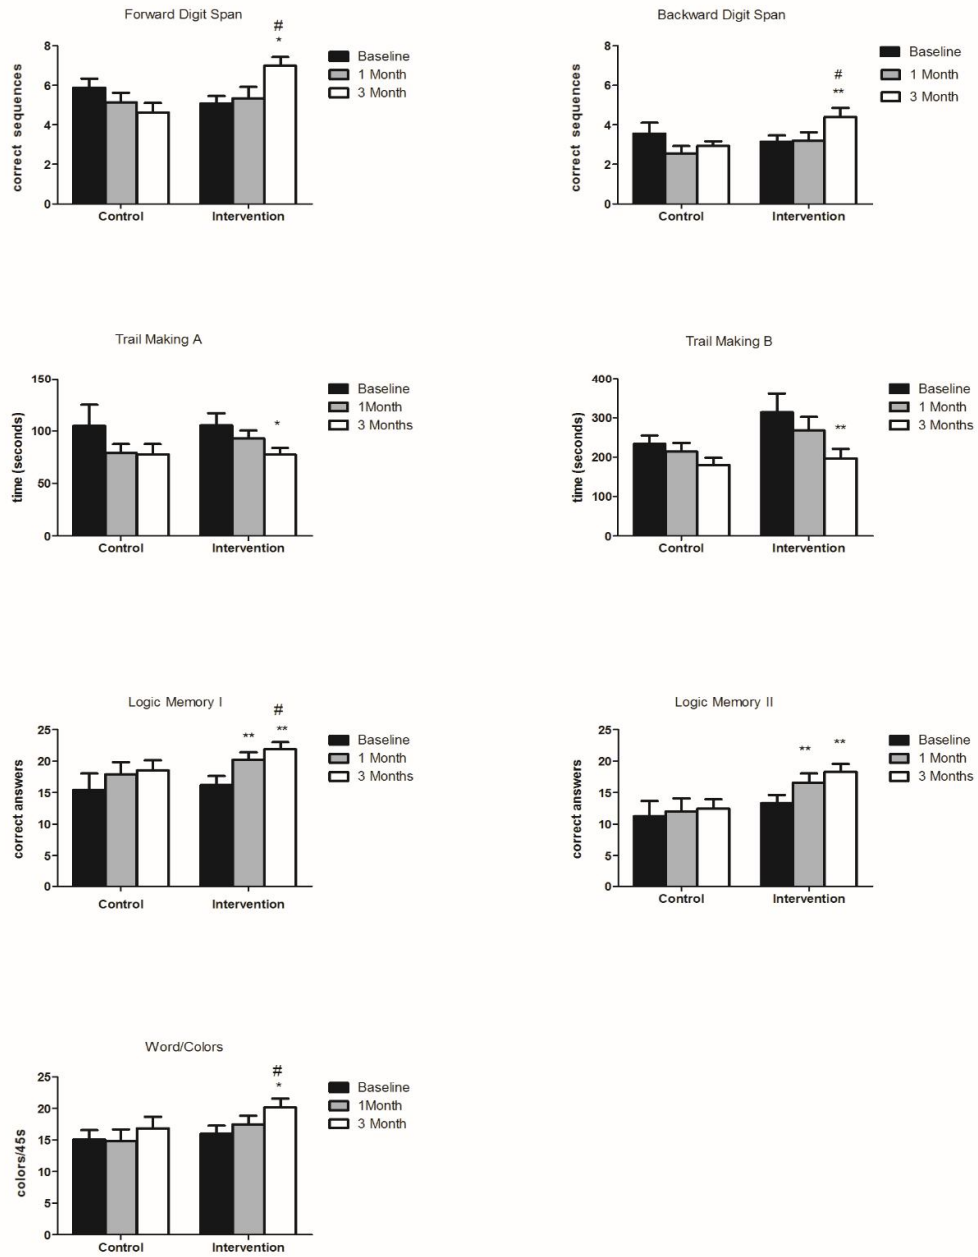 Forward Digit Span
#
*
8
6
4
2
0
correct sequences
Control
Intervention
Baseline
1 Month
3 Month
Backward Digit Span
#
**
8
6
4
2
0
correct sequences
Control
Intervention
Baseline
1 Month
3 Month
Trail Making A
*
150
100
50
0
time (seconds)
Control
Intervention
Baseline
1Month
3 Months
Trail Making B
**
400
300
200
100
0
time (seconds)
Control
Intervention
Baseline
1 Month
3 Months
Logic Memory I
#
** **
25
20
15
10
5
0
correct answers
Control
Intervention
Baseline
1 Month
3 Months
Logic Memory II
** **
25
20
15
10
5
0
correct answers
Control
Intervention
Baseline
1 Month
3 Months
Word/Colors
#
*
25
20
15
10
5
0
colors/45s
Control
Intervention
Baseline
1Month
3 Month